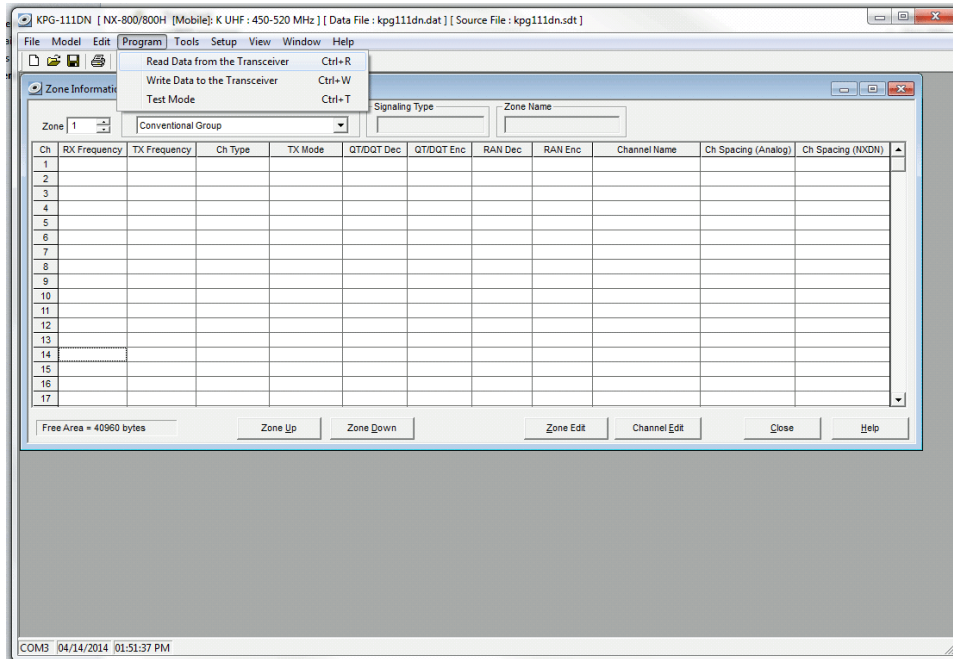 KPG-111DN [ NX-800/800H [Mobile]: K UHF : 450-520 MHz ] [ Data File : kpg111dn.dat ] [ Source File : kpg111dn.sdt ]
File Model Edit Program Tools Setup View Window Help
Read Data from the Transceiver Ctrl+R
Write Data to the Transceiver Ctrl+W
Test Mode Ctrl+T
Zone Informatio
Signaling Type Zone Name
Zone 1 Conventional Group
Ch RX Frequency TX Frequency Ch Type TX Mode QT/DQT Dec QT/DQT Enc RAN Dec RAN Enc Channel Name Ch Spacing (Analog) Ch Spacing (NXDN)
1
2
3
4
5
6
7
8
9
10
11
12
13
14
15
16
17
Free Area = 40960 bytes Zone Up Zone Down Zone Edit Channel Edit Close Help
COM3 04/14/2014 01:51:37 PM